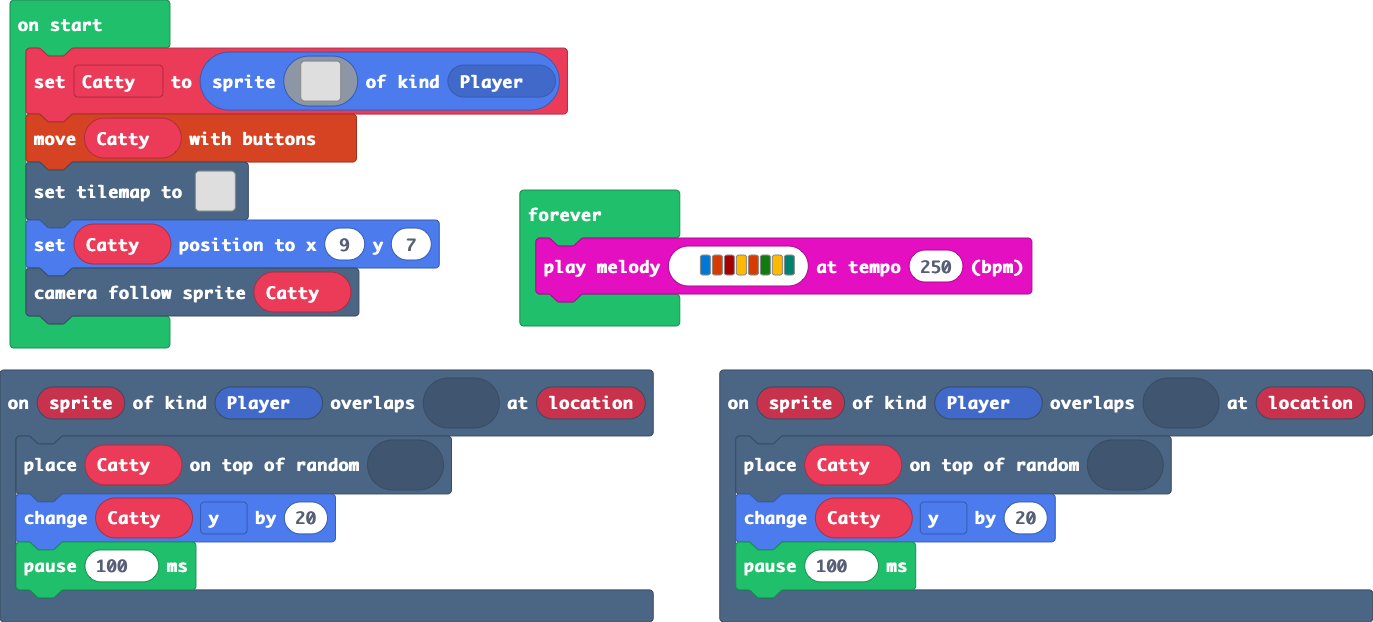 on start
set Catty to sprite of kind Player
move Catty with buttons
set tilemap to
set Catty position to x 9 y 7
camera follow sprite Catty
forever
play melody at tempo 250 (bpm)
on sprite of kind Player overlaps at location
place Catty on top of random
change Catty y by 20
pause 100 ms
on sprite of kind Player overlaps at location
place Catty on top of random
change Catty y by 20
pause 100 ms